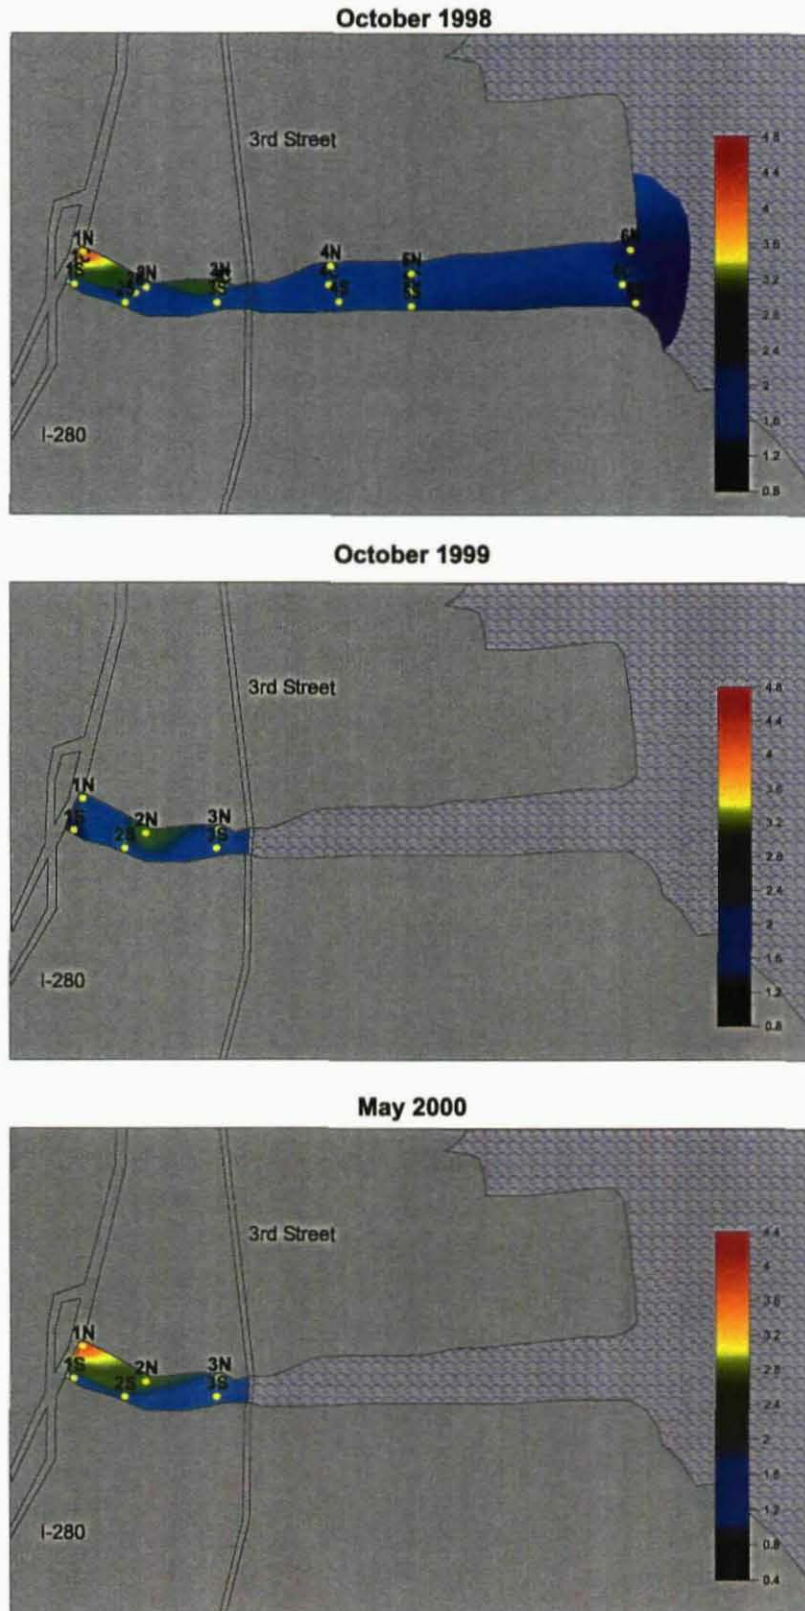 October 1998
3rd Street
1N
1S
2S
2N
3N
3S
4N
4S
5N
6N
I-280
4.8
4.4
4
3.6
3.2
2.8
2.4
2
1.6
1.2
0.8
October 1999
3rd Street
1N
1S
2S
2N
3N
3S
I-280
4.8
4.4
4
3.6
3.2
2.8
2.4
2
1.6
1.2
0.8
May 2000
3rd Street
1N
1S
2S
2N
3N
3S
I-280
4.4
4
3.6
3.2
2.8
2.4
2
1.6
1.2
0.8
0.4